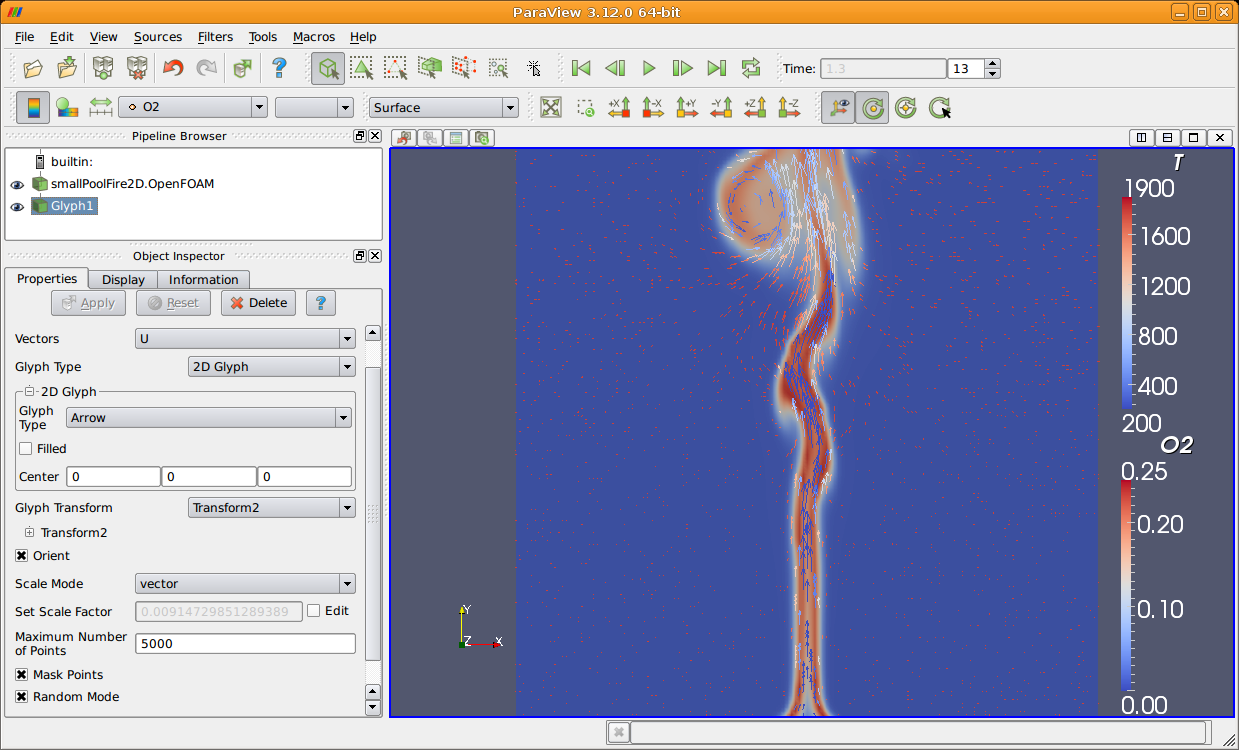 ParaView 3.12.0 64-bit
File Edit View Sources Filters Tools Macros Help
Time: 1.3 13
O2 Surface
+X -X +Y -Y +Z -Z
Pipeline Browser
builtin:
smallPoolFire2D.OpenFOAM
Glyph1
Object Inspector
Properties Display Information
Apply Reset Delete ?
Vectors U
Glyph Type 2D Glyph
2D Glyph
Glyph
Type Arrow
Filled
Center 0 0 0
Glyph Transform Transform2
Transform2
Orient
Scale Mode vector
Set Scale Factor 0.00914729851289389 Edit
Maximum Number
of Points 5000
Mask Points
Random Mode
T
1900
1600
1200
800
400
200
O2
0.25
0.20
0.10
0.00
Y
Z X